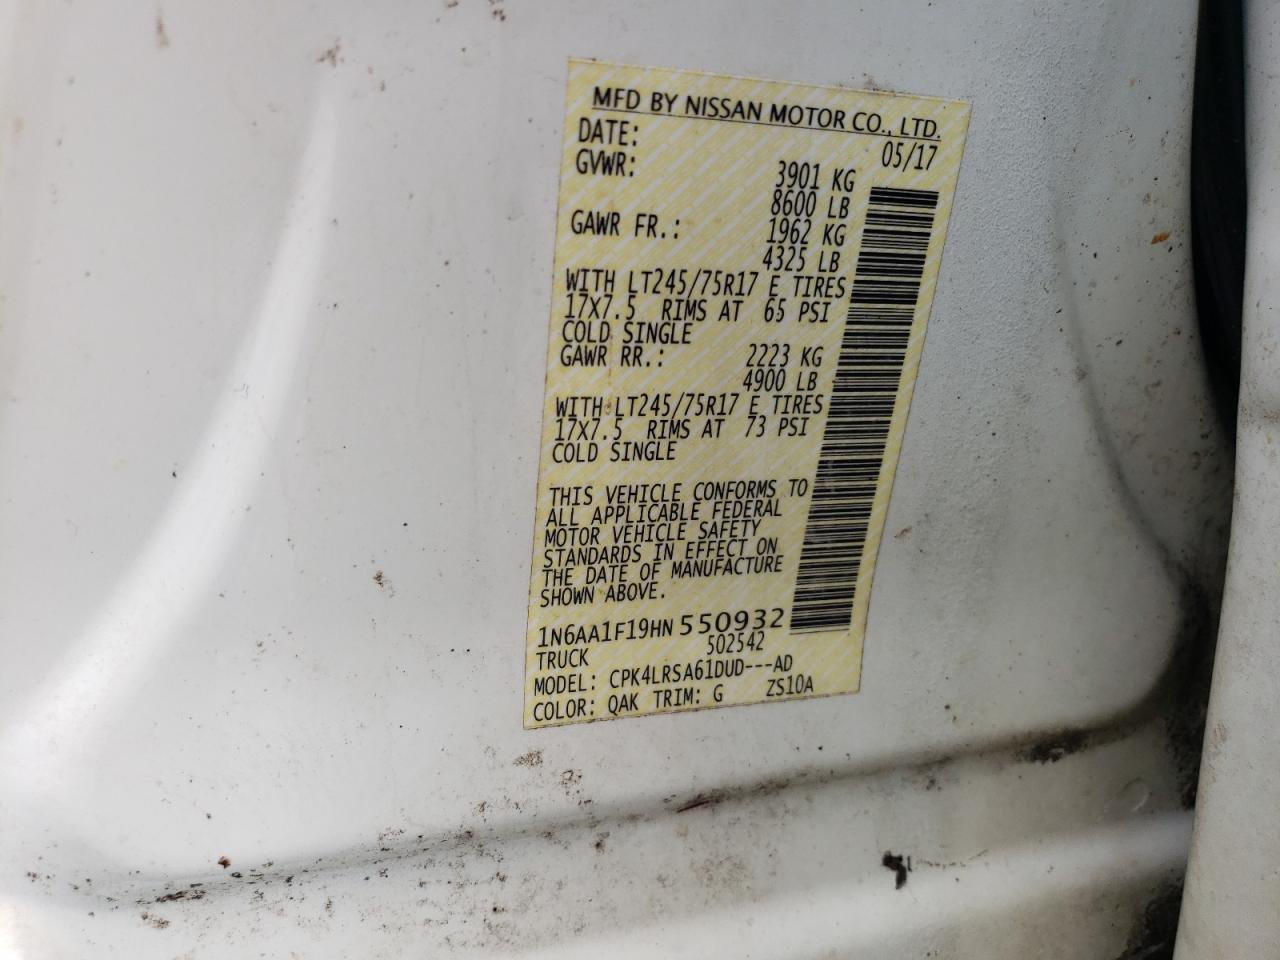 MFD BY NISSAN MOTOR CO., LTD.
DATE: 05/17
GVWR: 3901 KG
8600 LB
GAWR FR.: 1962 KG
4325 LB
WITH LT245/75R17 E TIRES
17X7.5 RIMS AT 65 PSI
COLD SINGLE
GAWR RR.: 2223 KG
4900 LB
WITH LT245/75R17 E TIRES
17X7.5 RIMS AT 73 PSI
COLD SINGLE
THIS VEHICLE CONFORMS TO
ALL APPLICABLE FEDERAL
MOTOR VEHICLE SAFETY
STANDARDS IN EFFECT ON
THE DATE OF MANUFACTURE
SHOWN ABOVE.
1N6AA1F19HN550932
TRUCK 502542
MODEL: CPK4LRSA61DUD---AD
COLOR: QAK TRIM: G ZS10A